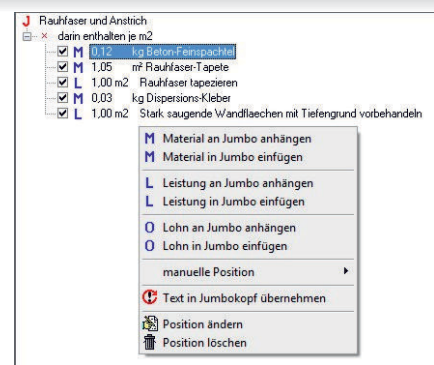 J Rauhfaser und Anstrich
× darin enthalten je m2
M 0,12 kg Beton-Feinspachtel
M 1,05 m² Rauhfaser-Tapete
L 1,00 m2 Rauhfaser tapezieren
M 0,03 kg Dispersions-Kleber
L 1,00 m2 Stark saugende Wandflaechen mit Tiefengrund vorbehandeln
M Material an Jumbo anhängen
M Material in Jumbo einfügen
L Leistung an Jumbo anhängen
L Leistung in Jumbo einfügen
O Lohn an Jumbo anhängen
O Lohn in Jumbo einfügen
manuelle Position
Text in Jumbokopf übernehmen
Position ändern
Position löschen